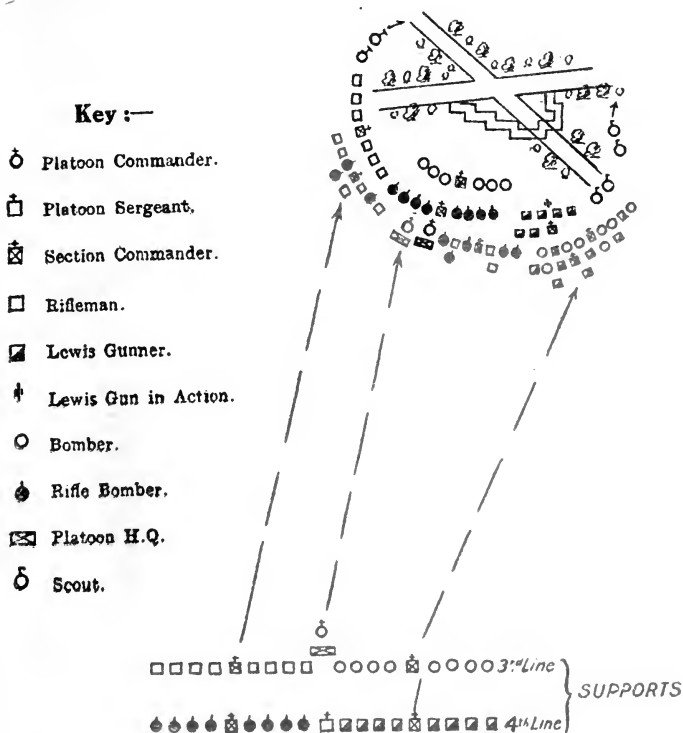 Key :—
Platoon Commander.
Platoon Sergeant.
Section Commander.
Rifleman.
Lewis Gunner.
Lewis Gun in Action.
Bomber.
Rifle Bomber.
Platoon H.Q.
Scout.
3rd Line
SUPPORTS
4th Line